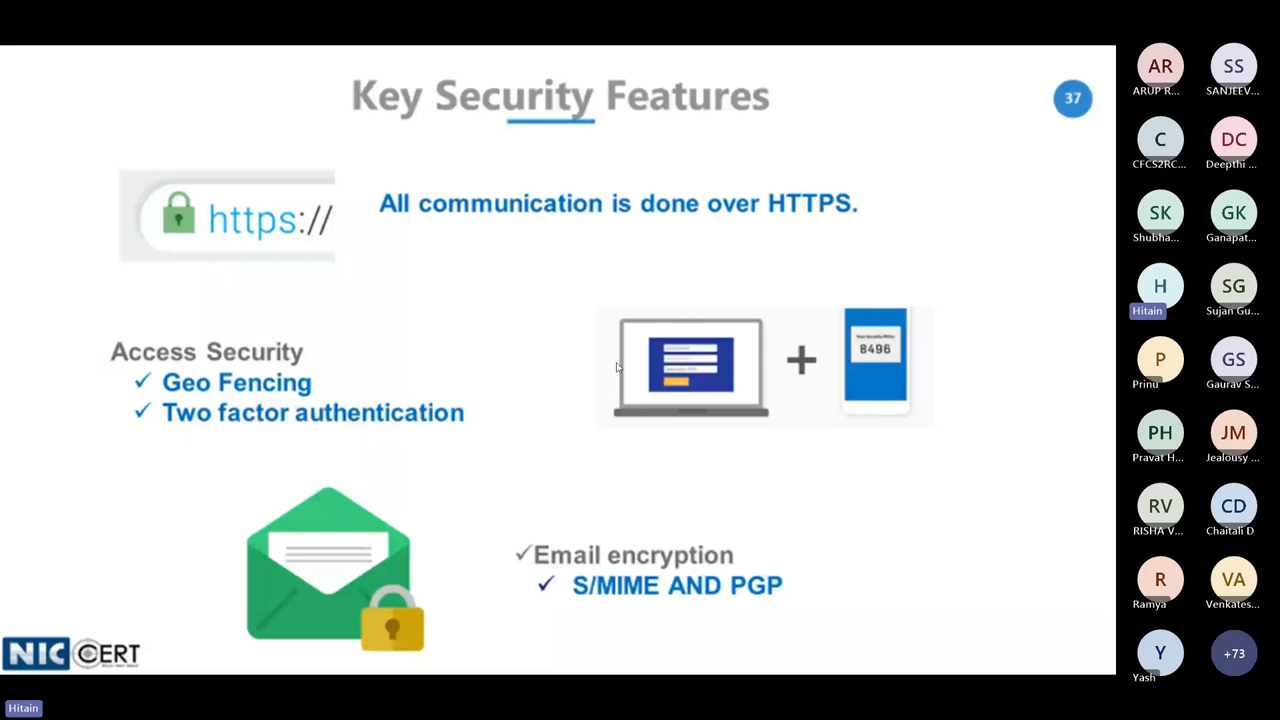 Key Security Features
37
https://
All communication is done over HTTPS.
Access Security
✓ Geo Fencing
✓ Two factor authentication
8496
✓Email encryption
✓ S/MIME AND PGP
NIC CERT
AR
ARUP R...
SS
SANJEEV...
C
CFCS2RC...
DC
Deepthi ...
SK
Shubha...
GK
Ganapat...
H
Hitain
SG
Sujan Gu...
P
Prinu
GS
Gaurav S...
PH
Pravat H...
JM
Jealousy ...
RV
RISHA V...
CD
Chaitali D
R
Ramya
VA
Venkates...
Y
Yash
+73
Hitain